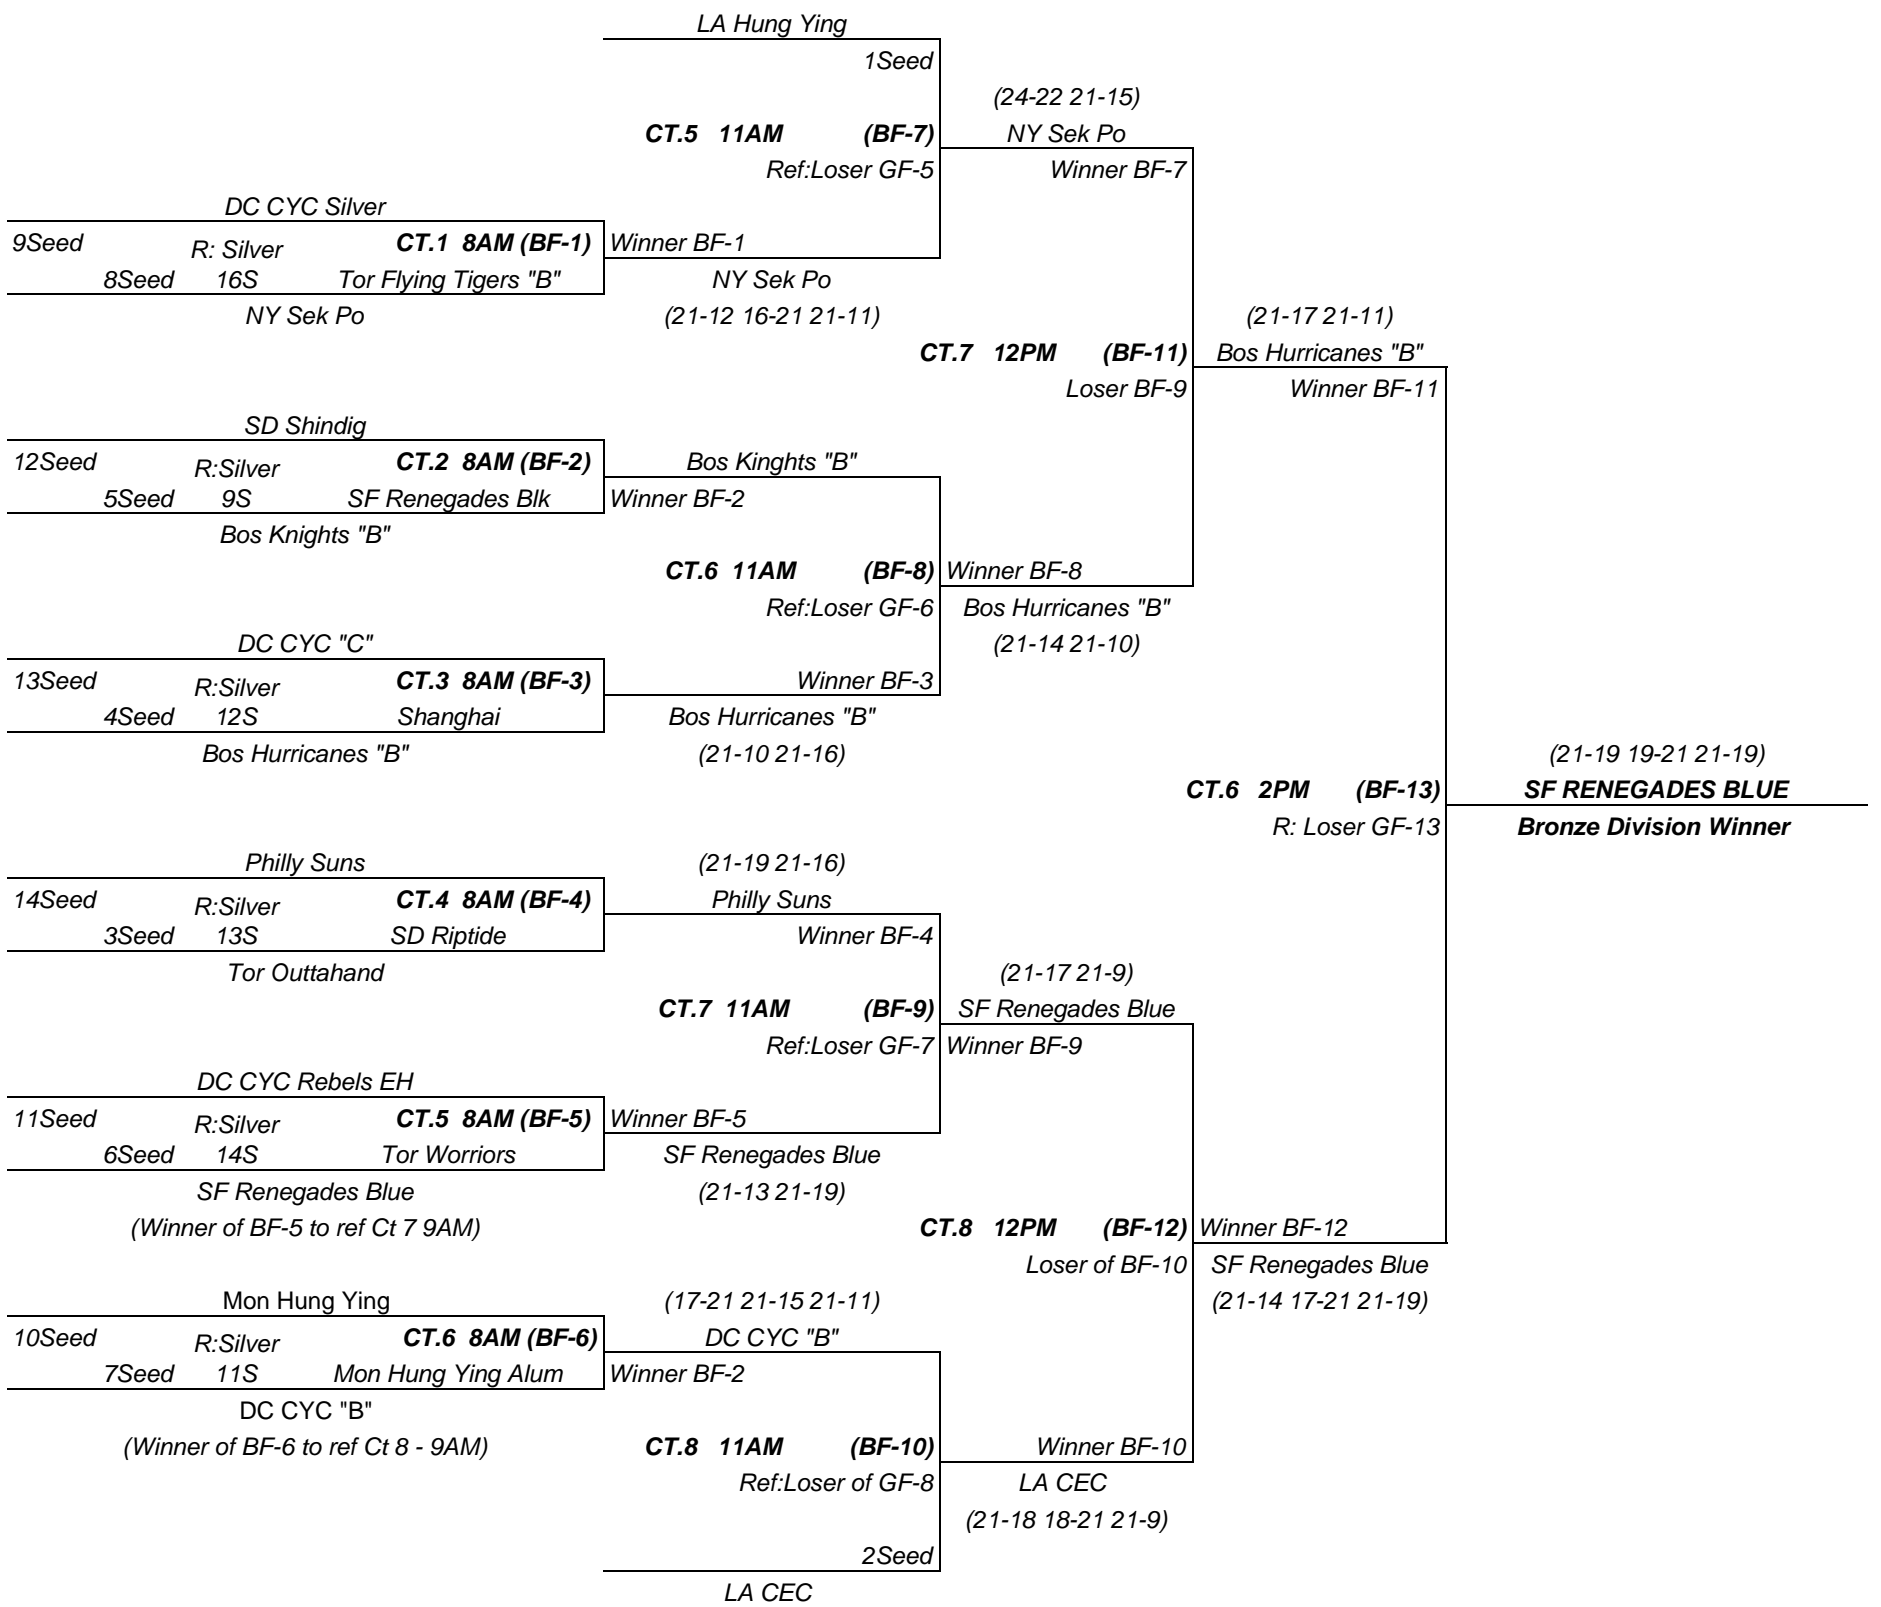 LA Hung Ying
1Seed
(24-22 21-15)
CT.5 11AM (BF-7) NY Sek Po
Ref:Loser GF-5 Winner BF-7
DC CYC Silver
9Seed R: Silver CT.1 8AM (BF-1) Winner BF-1
8Seed 16S Tor Flying Tigers "B" NY Sek Po
NY Sek Po (21-12 16-21 21-11) (21-17 21-11)
CT.7 12PM (BF-11) Bos Hurricanes "B"
Loser BF-9 Winner BF-11
SD Shindig
12Seed R:Silver CT.2 8AM (BF-2) Bos Kinghts "B"
5Seed 9S SF Renegades Blk Winner BF-2
Bos Knights "B"
CT.6 11AM (BF-8) Winner BF-8
Ref:Loser GF-6 Bos Hurricanes "B"
DC CYC "C" (21-14 21-10)
13Seed R:Silver CT.3 8AM (BF-3) Winner BF-3
4Seed 12S Shanghai Bos Hurricanes "B"
Bos Hurricanes "B" (21-10 21-16) (21-19 19-21 21-19)
CT.6 2PM (BF-13) SF RENEGADES BLUE
R: Loser GF-13 Bronze Division Winner
Philly Suns (21-19 21-16)
14Seed R:Silver CT.4 8AM (BF-4) Philly Suns
3Seed 13S SD Riptide Winner BF-4
Tor Outtahand (21-17 21-9)
CT.7 11AM (BF-9) SF Renegades Blue
Ref:Loser GF-7 Winner BF-9
DC CYC Rebels EH
11Seed R:Silver CT.5 8AM (BF-5) Winner BF-5
6Seed 14S Tor Worriors SF Renegades Blue
SF Renegades Blue (21-13 21-19)
(Winner of BF-5 to ref Ct 7 9AM) CT.8 12PM (BF-12) Winner BF-12
Loser of BF-10 SF Renegades Blue
Mon Hung Ying (17-21 21-15 21-11) (21-14 17-21 21-19)
10Seed R:Silver CT.6 8AM (BF-6) DC CYC "B"
7Seed 11S Mon Hung Ying Alum Winner BF-2
DC CYC "B"
(Winner of BF-6 to ref Ct 8 - 9AM) CT.8 11AM (BF-10) Winner BF-10
Ref:Loser of GF-8 LA CEC
(21-18 18-21 21-9)
2Seed
LA CEC